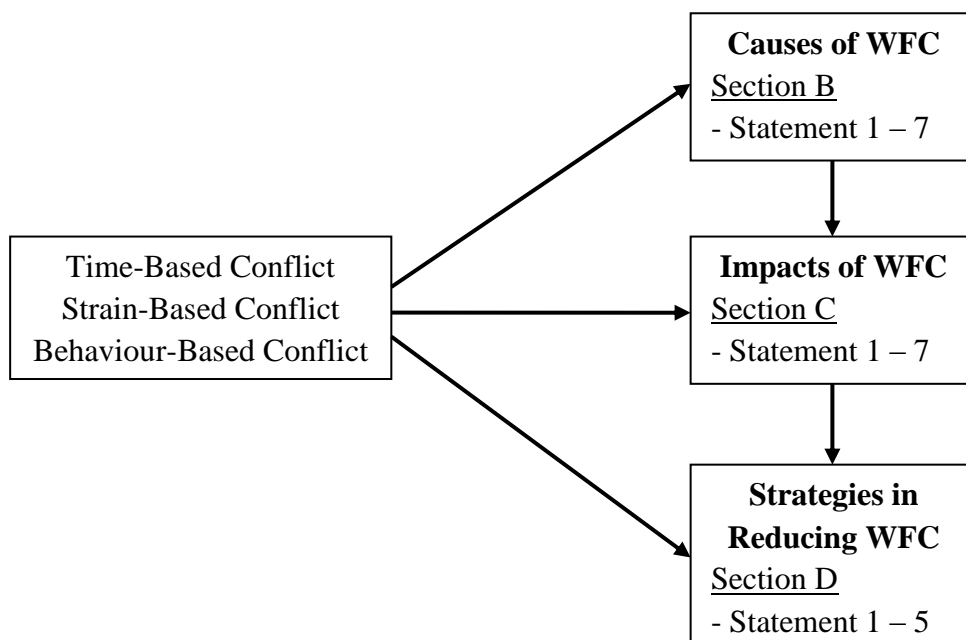 Causes of WFC
Section B
- Statement 1 – 7
Time-Based Conflict
Strain-Based Conflict
Behaviour-Based Conflict
Impacts of WFC
Section C
- Statement 1 – 7
Strategies in
Reducing WFC
Section D
- Statement 1 – 5